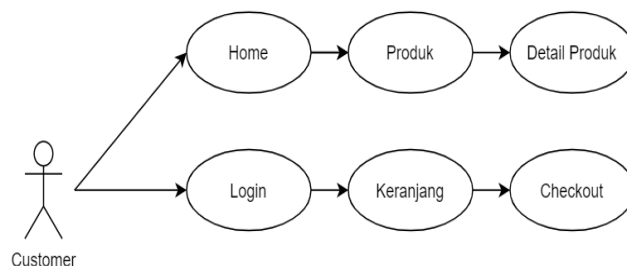 Home
Produk
Detail Produk
Login
Keranjang
Checkout
Customer